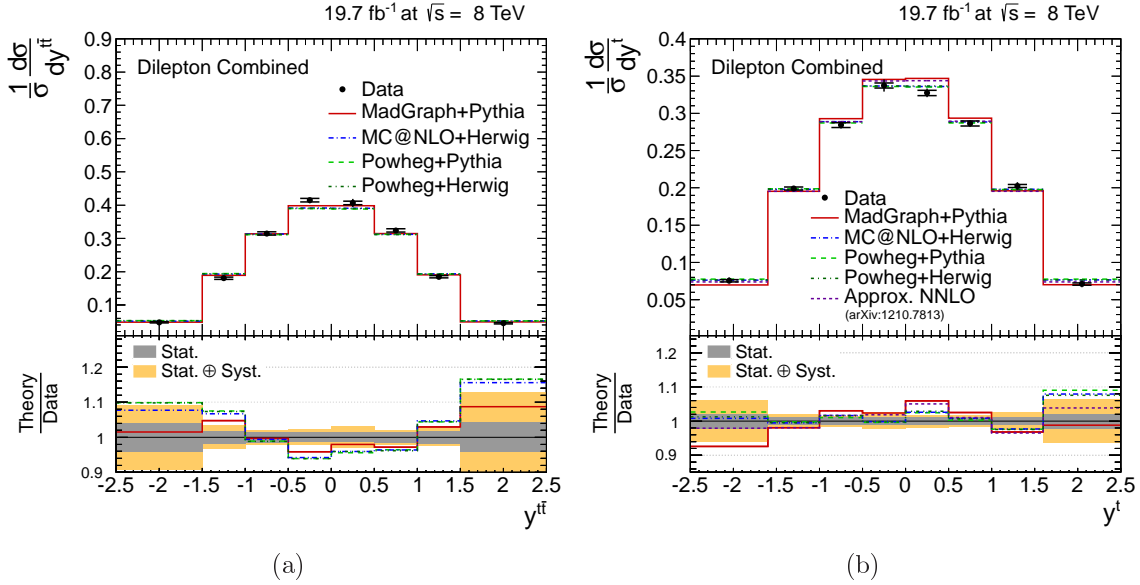 19.7 fb⁻¹ at √s = 8 TeV
1/σ dσ/dy^tt̄
Dilepton Combined
Data
MadGraph+Pythia
MC@NLO+Herwig
Powheg+Pythia
Powheg+Herwig
0.9
0.8
0.7
0.6
0.5
0.4
0.3
0.2
0.1
Stat.
Stat. ⊕ Syst.
Theory/Data
1.2
1.1
1
0.9
-2.5 -2 -1.5 -1 -0.5 0 0.5 1 1.5 2 2.5
y^tt̄
(a)
19.7 fb⁻¹ at √s = 8 TeV
1/σ dσ/dy^t
Dilepton Combined
0.35
0.3
0.25
0.2
0.15
0.1
0.05
Data
MadGraph+Pythia
MC@NLO+Herwig
Powheg+Pythia
Powheg+Herwig
Approx. NNLO
(arXiv:1210.7813)
Stat.
Stat. ⊕ Syst.
Theory/Data
1.2
1.1
1
0.9
-2.5 -2 -1.5 -1 -0.5 0 0.5 1 1.5 2 2.5
y^t
(b)